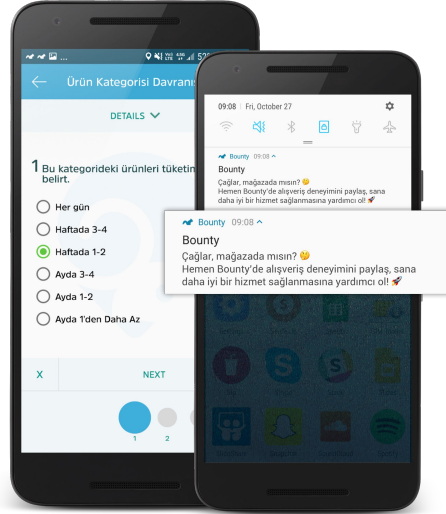 52
Ürün Kategorisi Davranı
DETAILS
1 Bu kategorideki ürünleri tüketin
belirt.
Her gün
Haftada 3-4
Haftada 1-2
Ayda 3-4
Ayda 1-2
Ayda 1'den Daha Az
X
NEXT
1
2
09:08 | Fri, October 27
Bounty 09:08
Bounty
Çağlar, mağazada mısın? 🤔
Hemen Bounty'de alışveriş deneyimini paylaş, sana
daha iyi bir hizmet sağlanmasına yardımcı ol! 🚀
Bounty 09:08
Bounty
Çağlar, mağazada mısın? 🤔
Hemen Bounty'de alışveriş deneyimini paylaş, sana
daha iyi bir hizmet sağlanmasına yardımcı ol! 🚀